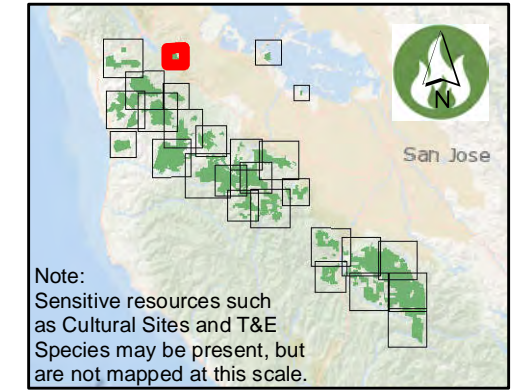 N
San Jose
Note:
Sensitive resources such
as Cultural Sites and T&E
Species may be present, but
are not mapped at this scale.